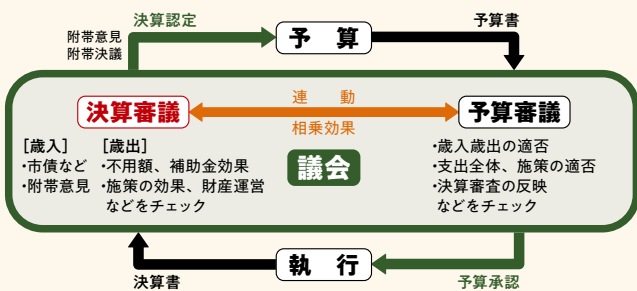 決算認定
附帯意見
附帯決議
予 算
予算書
決算審議
連 動
相乗効果
予算審議
[歳入]
・市債など
・附帯意見
[歳出]
・不用額、補助金効果
・施策の効果、財産運営
などをチェック
議会
・歳入歳出の適否
・支出全体、施策の適否
・決算審査の反映
などをチェック
決算書
執 行
予算承認